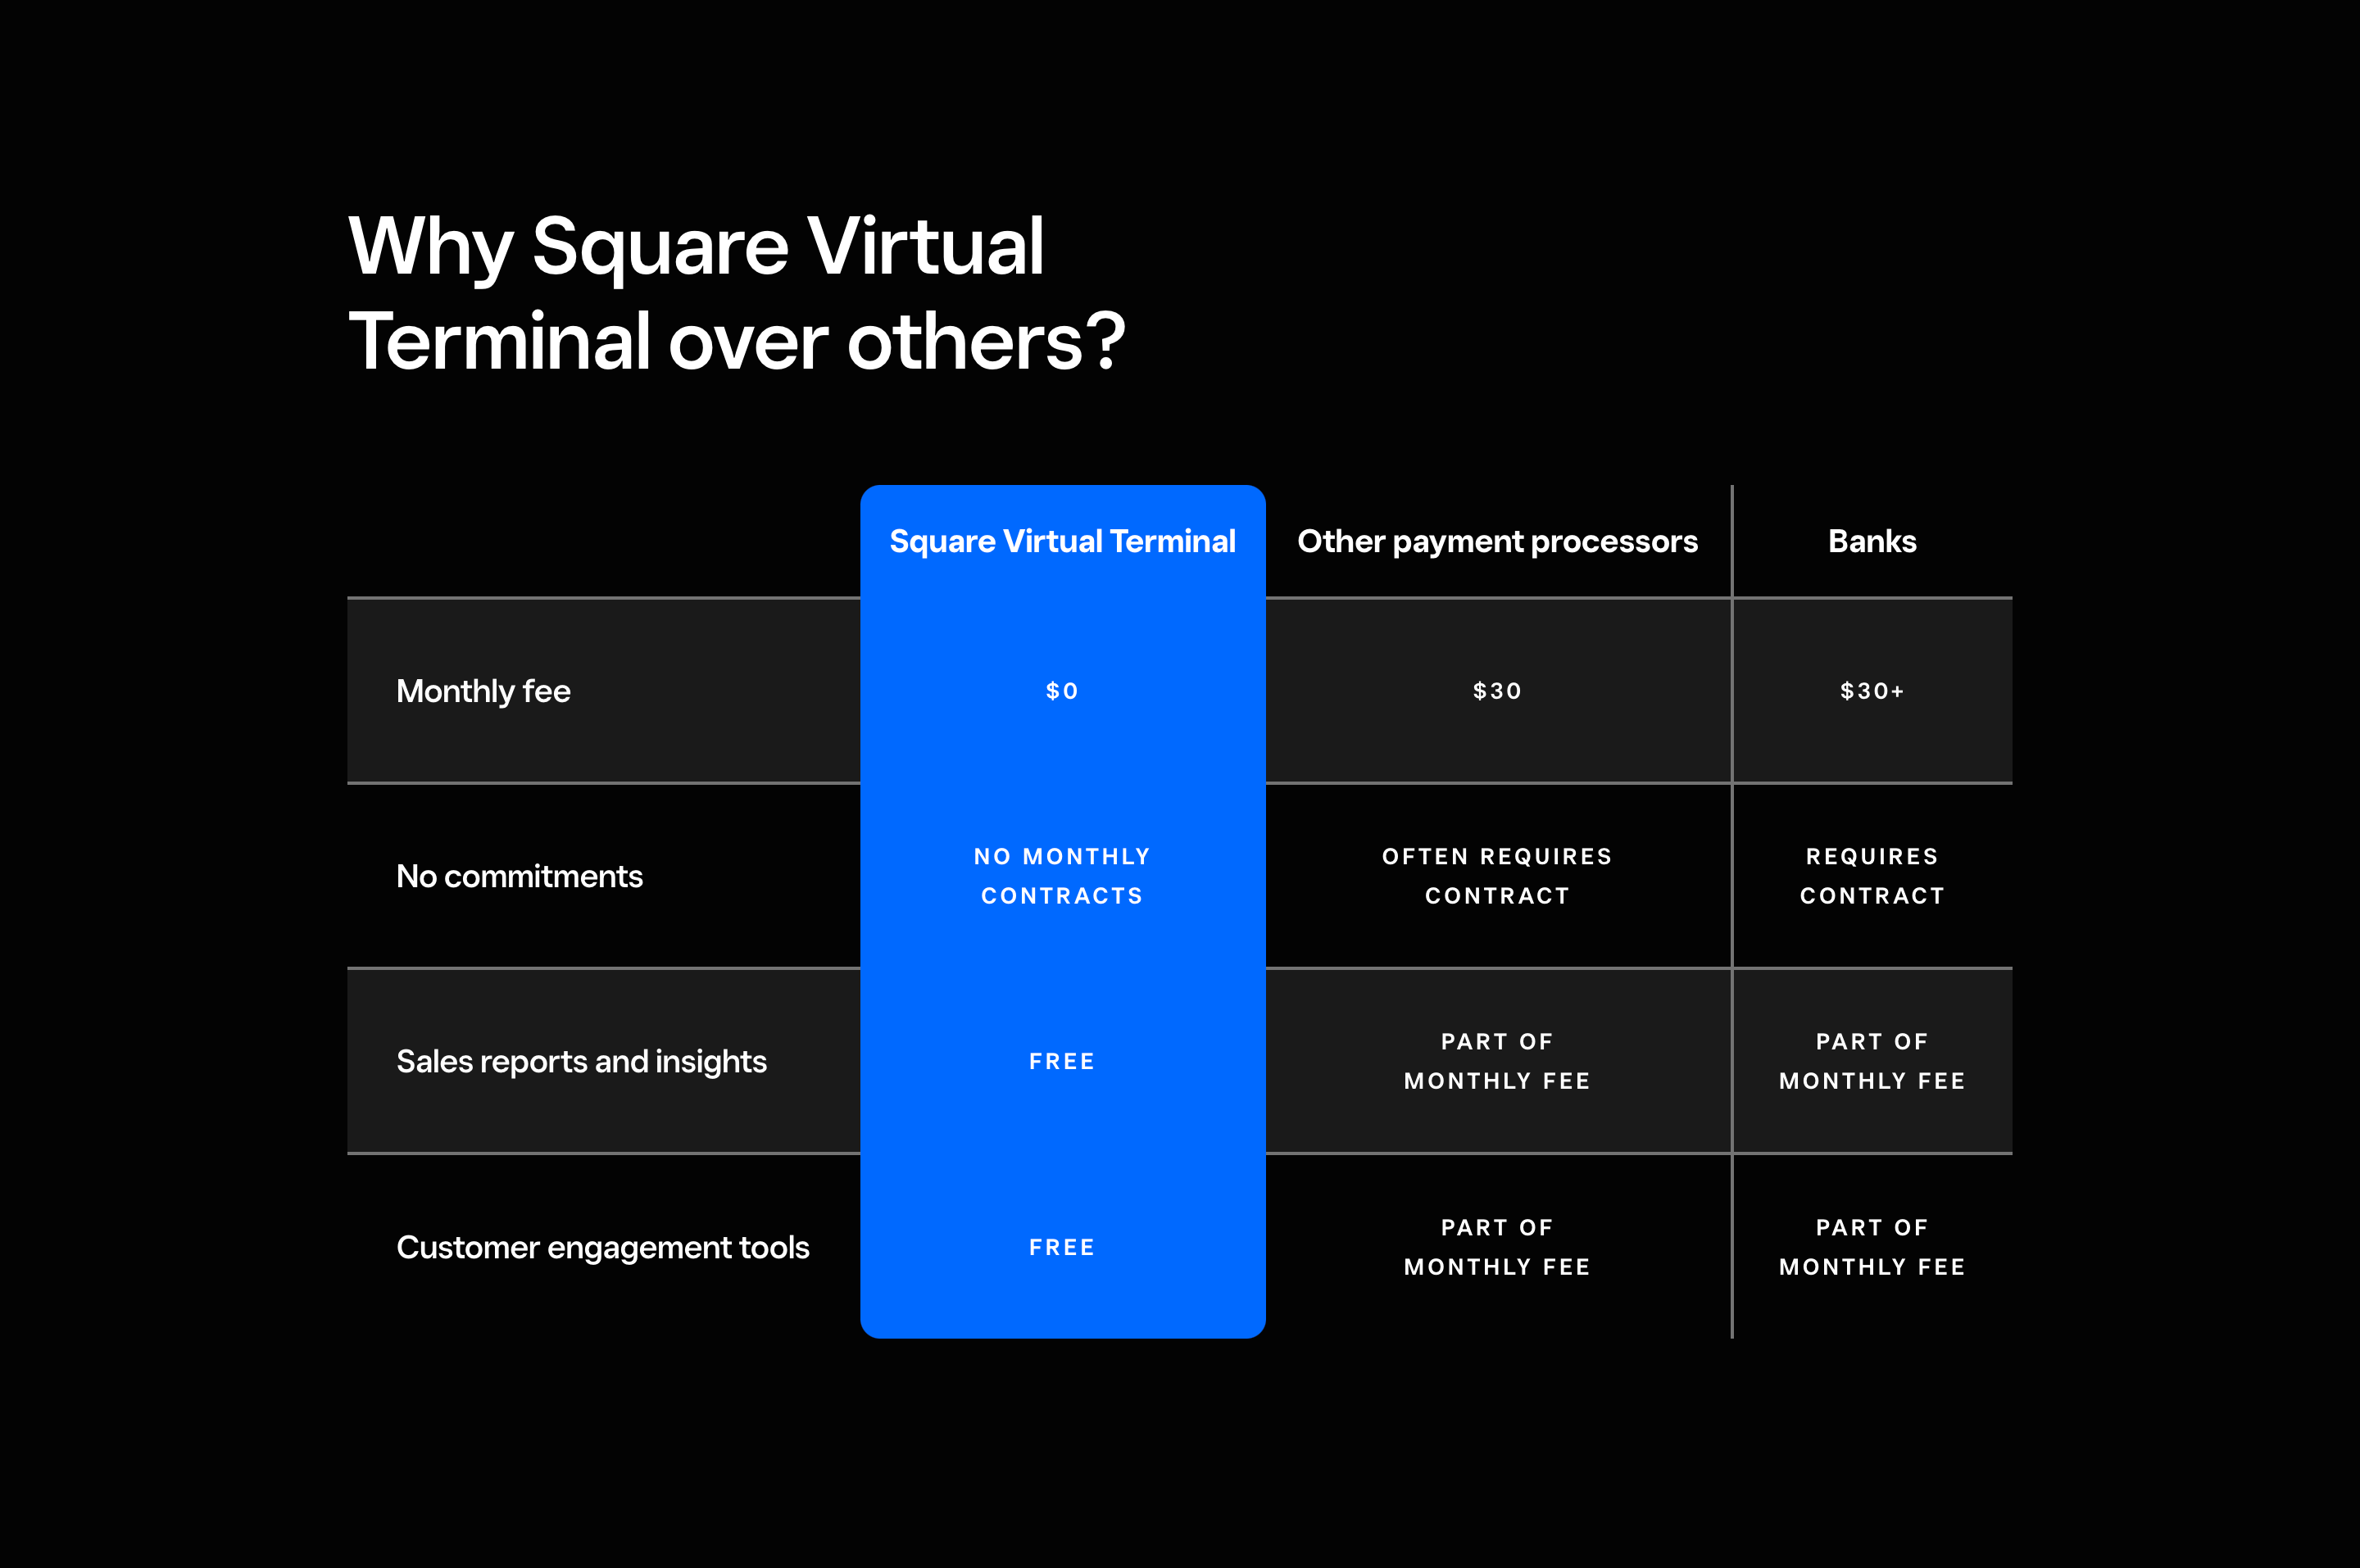 Why Square Virtual
Terminal over others?
Square Virtual Terminal
Other payment processors
Banks
Monthly fee
$0
$30
$30+
No commitments
NO MONTHLY
CONTRACTS
OFTEN REQUIRES
CONTRACT
REQUIRES
CONTRACT
Sales reports and insights
FREE
PART OF
MONTHLY FEE
PART OF
MONTHLY FEE
Customer engagement tools
FREE
PART OF
MONTHLY FEE
PART OF
MONTHLY FEE